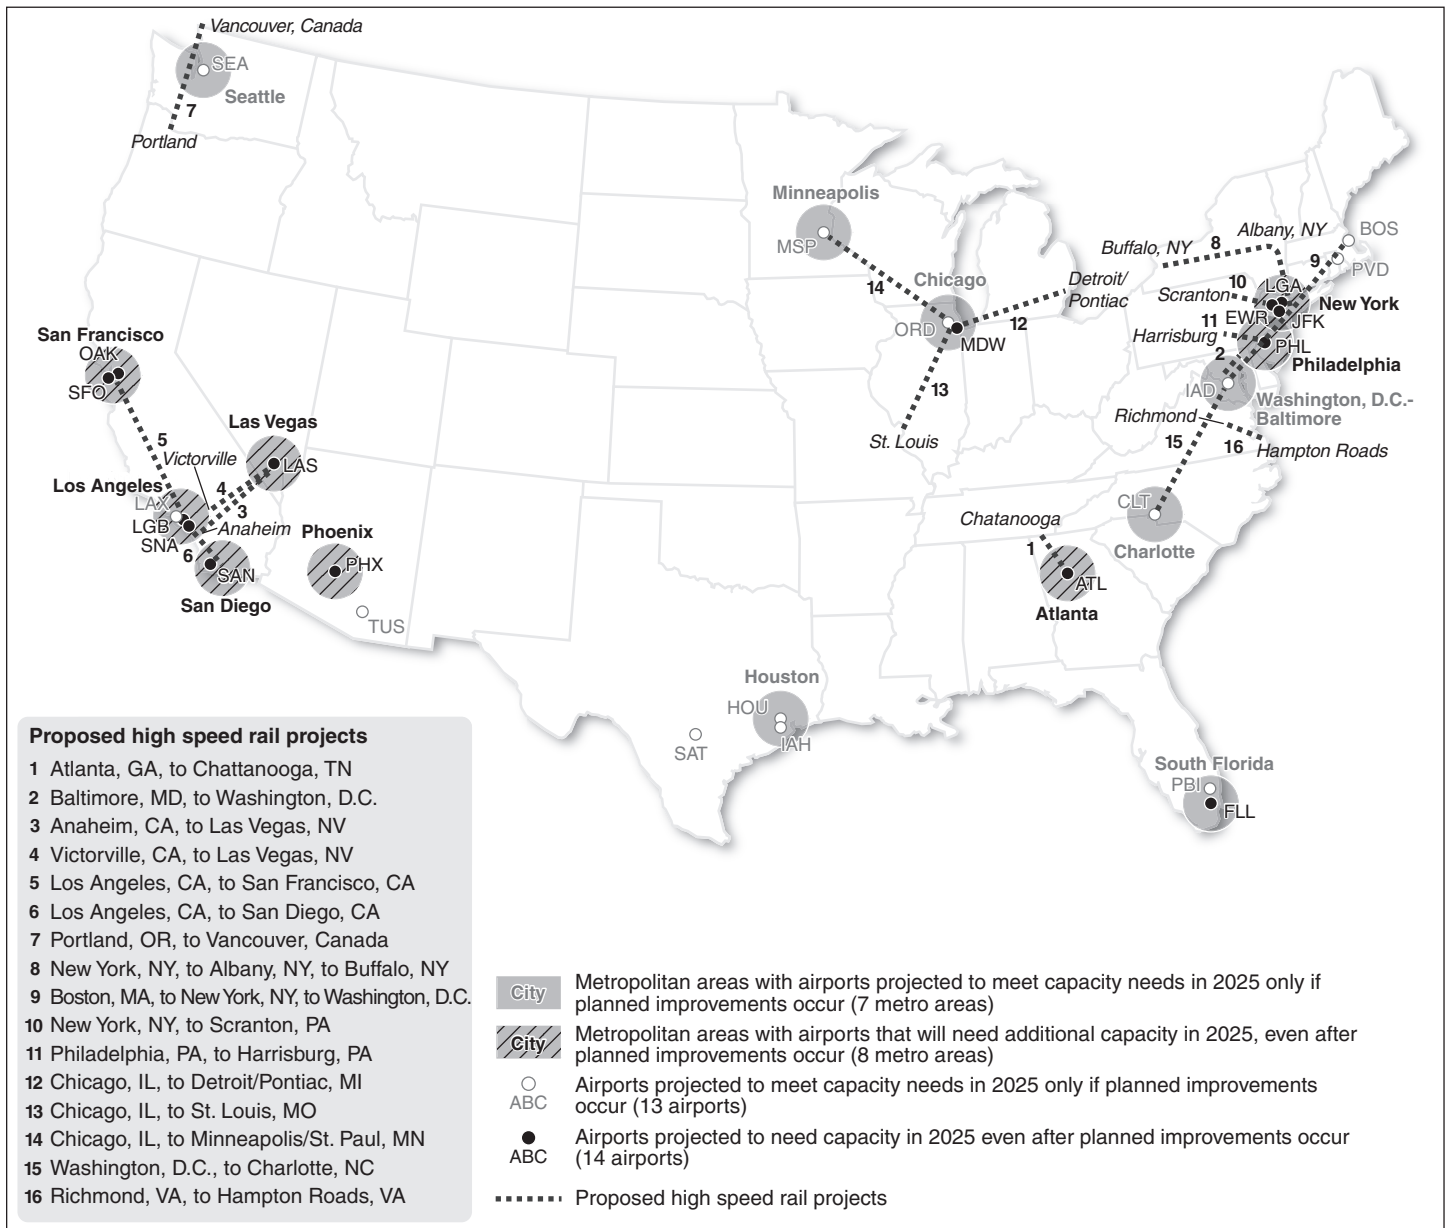 Vancouver, Canada
SEA
Seattle
7
Portland
Minneapolis
MSP
14
Chicago
ORD
MDW
12
Detroit/
Pontiac
13
St. Louis
Buffalo, NY
8
Albany, NY
BOS
9
PVD
10
LGA
Scranton
New York
EWR
JFK
11
Harrisburg
PHL
2
Philadelphia
IAD
Washington, D.C.-
Baltimore
Richmond
15
16
Hampton Roads
CLT
Charlotte
Chatanooga
1
ATL
Atlanta
San Francisco
OAK
SFO
5
Las Vegas
Victorville
LAS
4
3
Los Angeles
LAX
LGB
Anaheim
SNA
6
Phoenix
PHX
SAN
San Diego
TUS
Houston
HOU
IAH
SAT
South Florida
PBI
FLL
Proposed high speed rail projects
1 Atlanta, GA, to Chattanooga, TN
2 Baltimore, MD, to Washington, D.C.
3 Anaheim, CA, to Las Vegas, NV
4 Victorville, CA, to Las Vegas, NV
5 Los Angeles, CA, to San Francisco, CA
6 Los Angeles, CA, to San Diego, CA
7 Portland, OR, to Vancouver, Canada
8 New York, NY, to Albany, NY, to Buffalo, NY
9 Boston, MA, to New York, NY, to Washington, D.C.
10 New York, NY, to Scranton, PA
11 Philadelphia, PA, to Harrisburg, PA
12 Chicago, IL, to Detroit/Pontiac, MI
13 Chicago, IL, to St. Louis, MO
14 Chicago, IL, to Minneapolis/St. Paul, MN
15 Washington, D.C., to Charlotte, NC
16 Richmond, VA, to Hampton Roads, VA
City
Metropolitan areas with airports projected to meet capacity needs in 2025 only if
planned improvements occur (7 metro areas)
City
Metropolitan areas with airports that will need additional capacity in 2025, even after
planned improvements occur (8 metro areas)
ABC
Airports projected to meet capacity needs in 2025 only if planned improvements
occur (13 airports)
ABC
Airports projected to need capacity in 2025 even after planned improvements occur
(14 airports)
Proposed high speed rail projects